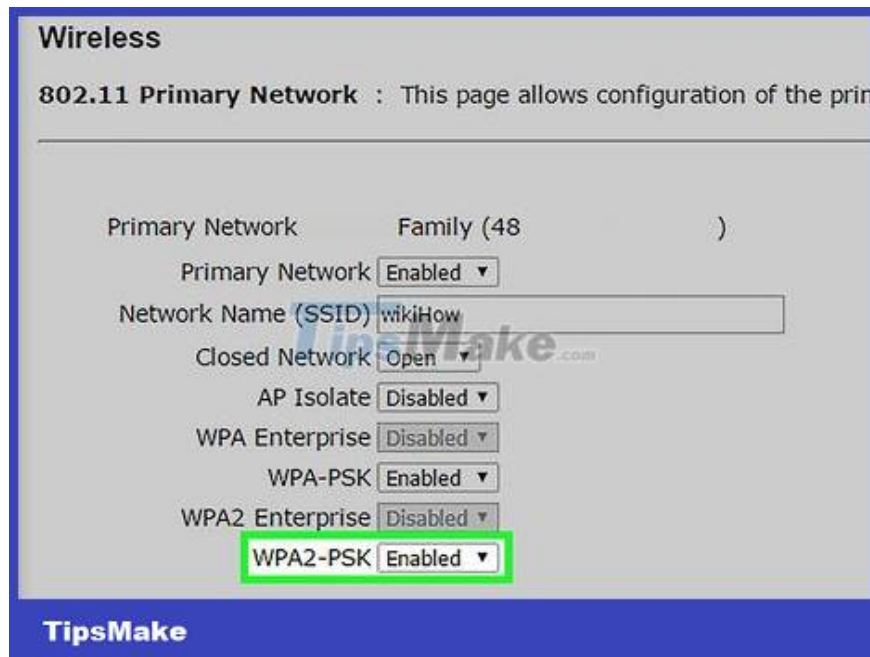 Wireless
802.11 Primary Network : This page allows configuration of the prin
Primary Network Family (48 )
Primary Network Enabled
Network Name (SSID) wikiHow
TipsMake.com
Closed Network Open
AP Isolate Disabled
WPA Enterprise Disabled
WPA-PSK Enabled
WPA2 Enterprise Disabled
WPA2-PSK Enabled
TipsMake